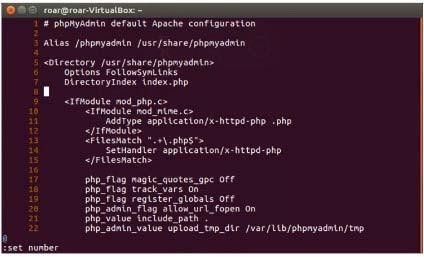 roar@roar-VirtualBox: ~
1 # phpMyAdmin default Apache configuration
2
3 Alias /phpmyadmin /usr/share/phpmyadmin
4
5 <Directory /usr/share/phpmyadmin>
6     Options FollowSymLinks
7     DirectoryIndex index.php
8
9     <IfModule mod_php.c>
10         <IfModule mod_mime.c>
11             AddType application/x-httpd-php .php
12         </IfModule>
13         <FilesMatch ".+\.php$">
14             SetHandler application/x-httpd-php
15         </FilesMatch>
16
17         php_flag magic_quotes_gpc Off
18         php_flag track_vars On
19         php_flag register_globals Off
20         php_admin_flag allow_url_fopen On
21         php_value include_path .
22         php_admin_value upload_tmp_dir /var/lib/phpmyadmin/tmp
@
:set number